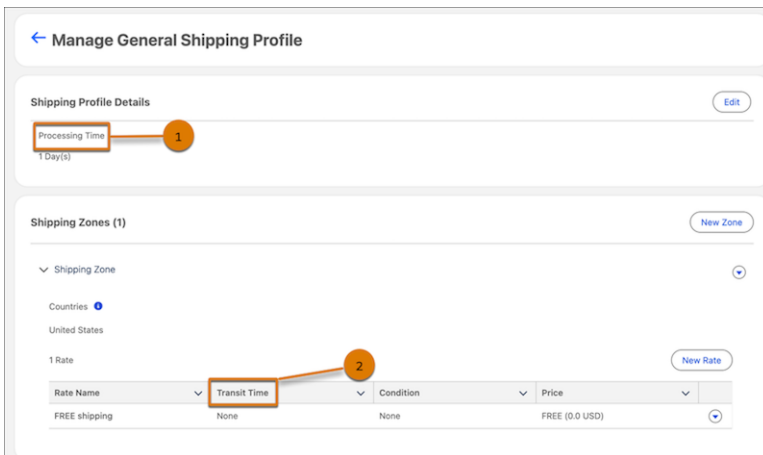 Manage General Shipping Profile
Shipping Profile Details
Edit
Processing Time
1
1 Day(s)
Shipping Zones (1)
New Zone
Shipping Zone
Countries
United States
2
1 Rate
New Rate
Rate Name Transit Time Condition Price
FREE shipping None None FREE (0.0 USD)